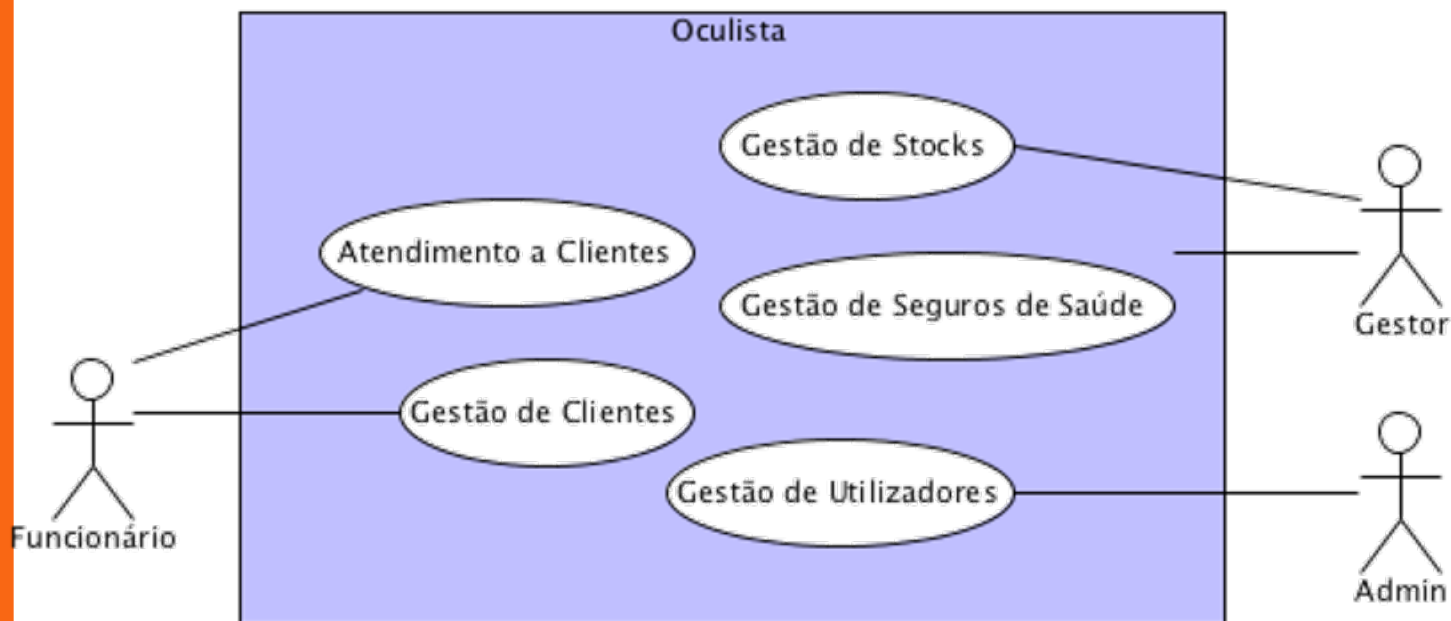 Oculista
Gestão de Stocks
Atendimento a Clientes
Gestão de Seguros de Saúde
Gestor
Gestão de Clientes
Gestão de Utilizadores
Funcionário
Admin